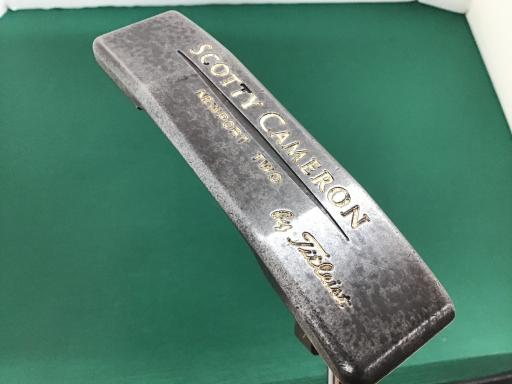 SCOTTY CAMERON
NEWPORT TWO
by Titleist.